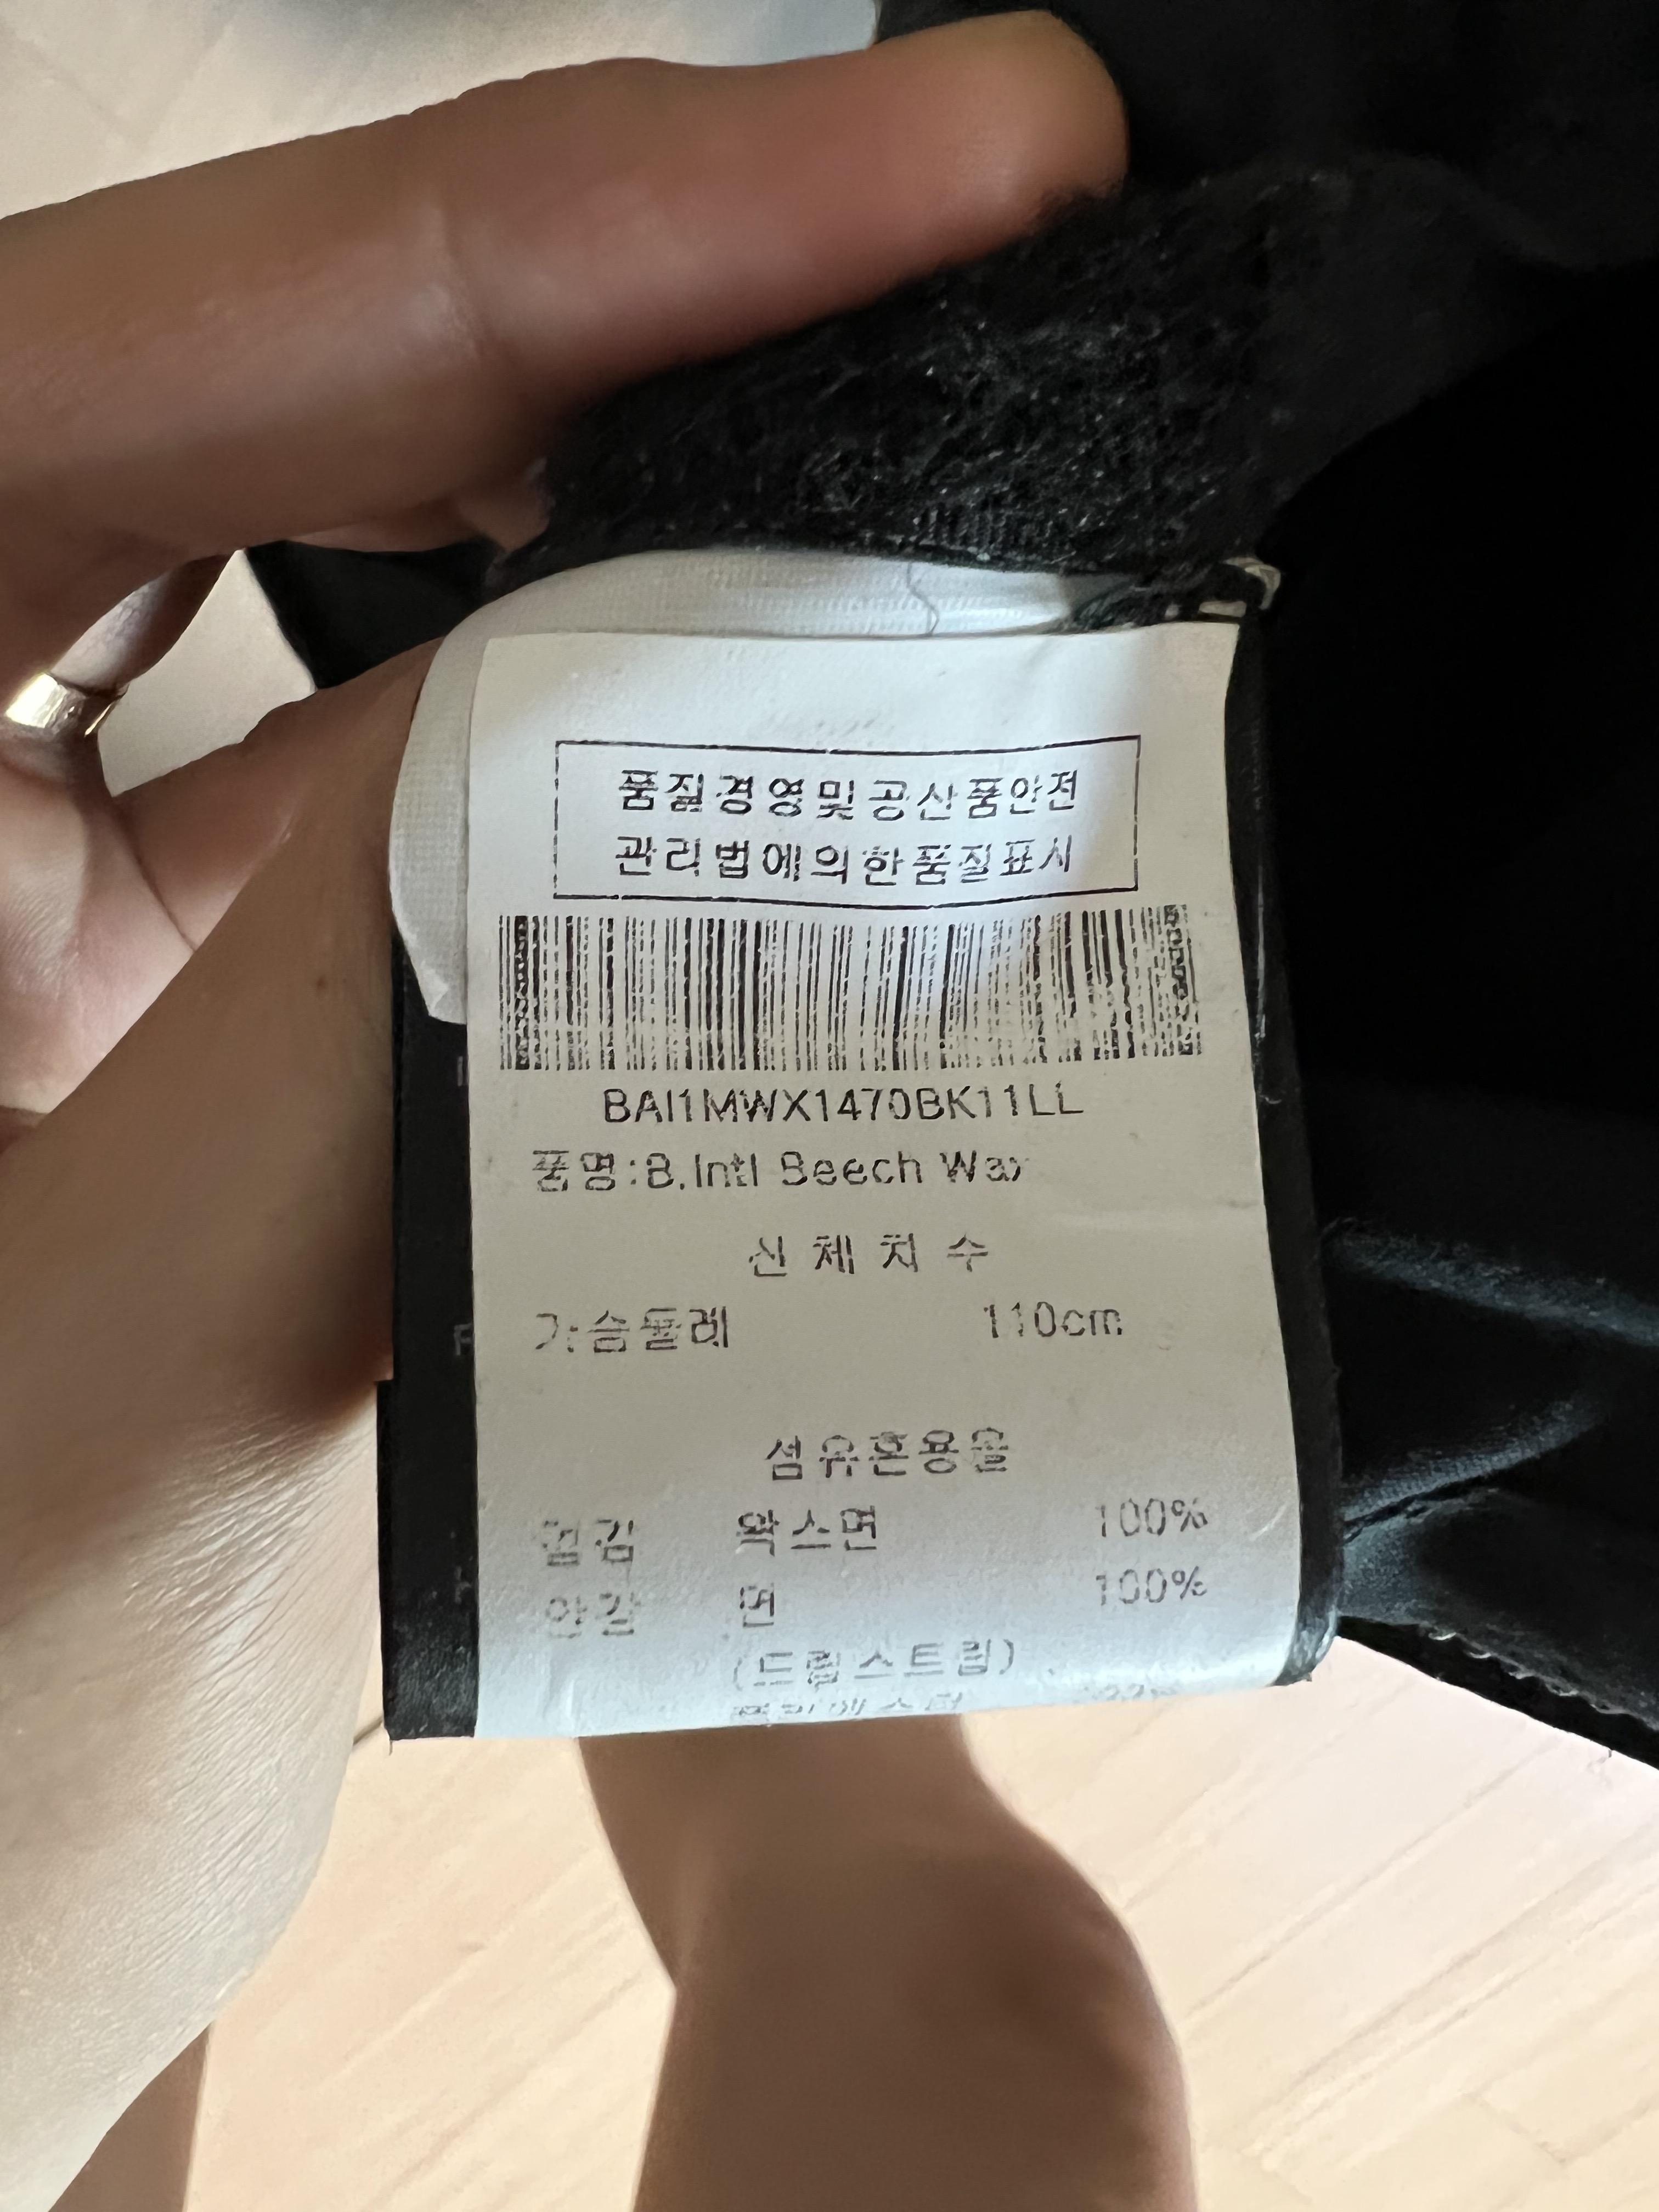 품질경영및공산품안전
관리법에의한품질표시
BAI1MWX1470BK11LL
품명:B.Intl Beech Wax
신체치수
가슴둘레 110cm
섬유혼용율
겉감 왁스면 100%
안감 면 100%
(드림스트림)